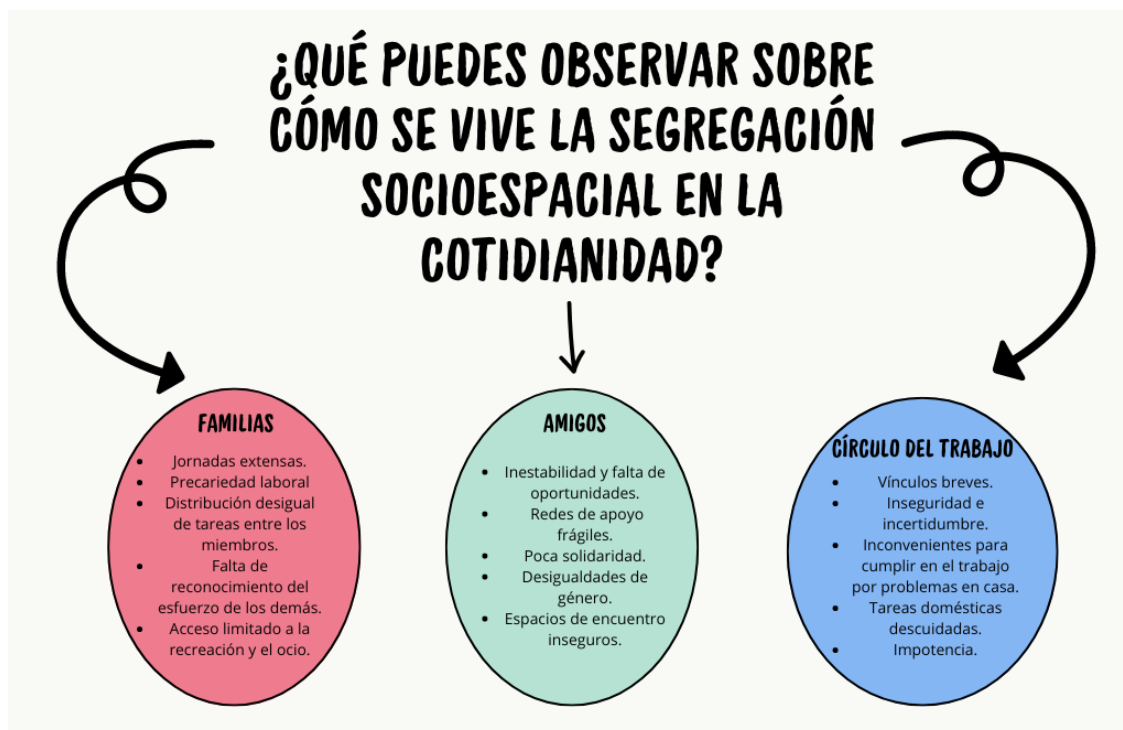 ¿QUÉ PUEDES OBSERVAR SOBRE
CÓMO SE VIVE LA SEGREGACIÓN
SOCIOESPACIAL EN LA
COTIDIANIDAD?
FAMILIAS
• Jornadas extensas.
• Precariedad laboral
• Distribución desigual
de tareas entre los
miembros.
• Falta de
reconocimiento del
esfuerzo de los demás.
• Acceso limitado a la
recreación y el ocio.
AMIGOS
• Inestabilidad y falta de
oportunidades.
• Redes de apoyo
frágiles.
• Poca solidaridad.
• Desigualdades de
género.
• Espacios de encuentro
inseguros.
CÍRCULO DEL TRABAJO
• Vínculos breves.
• Inseguridad e
incertidumbre.
• Inconvenientes para
cumplir en el trabajo
por problemas en casa.
• Tareas domésticas
descuidadas.
• Impotencia.